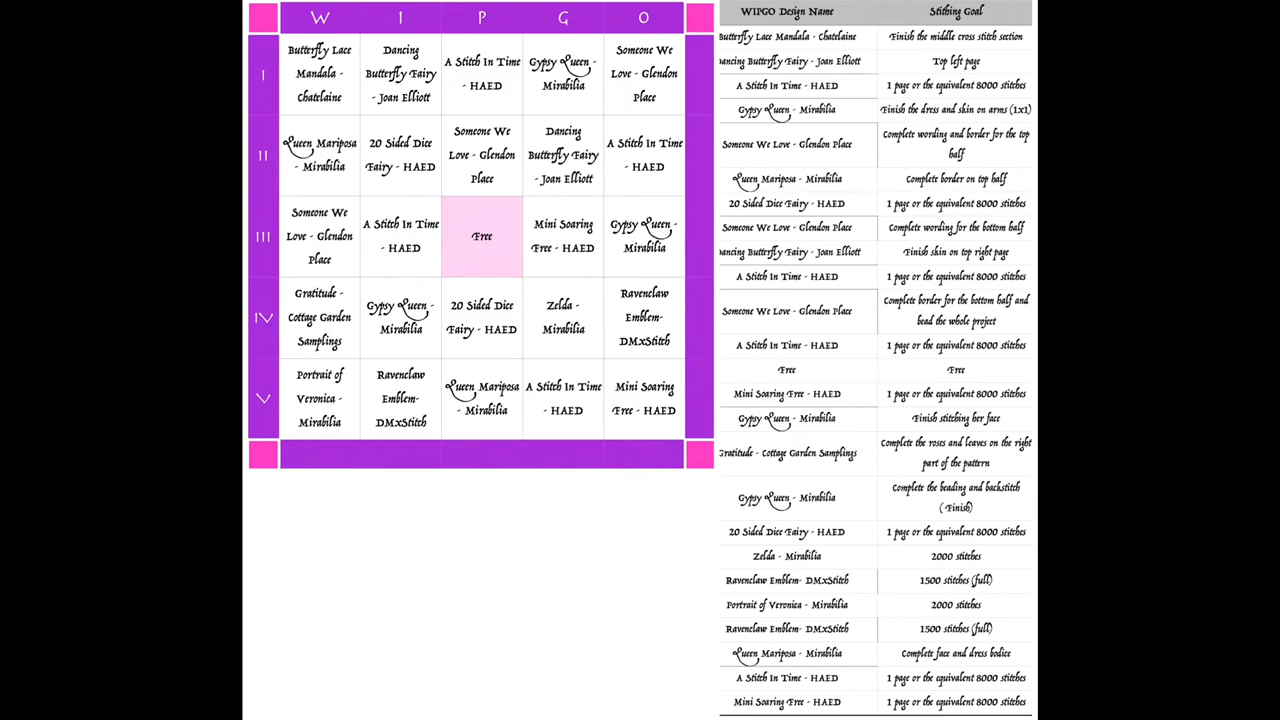 W I P G O
I
Butterfly Lace
Mandala -
Chatelaine
Dancing
Butterfly Fairy
- Joan Elliott
A Stitch In Time
- HAED
Gypsy Queen -
Mirabilia
Someone We
Love - Glendon
Place
II
Queen Mariposa
- Mirabilia
20 Sided Dice
Fairy - HAED
Someone We
Love - Glendon
Place
Dancing
Butterfly Fairy
- Joan Elliott
A Stitch In Time
- HAED
III
Someone We
Love - Glendon
Place
A Stitch In Time
- HAED
Free
Mini Soaring
Free - HAED
Gypsy Queen -
Mirabilia
IV
Gratitude -
Cottage Garden
Samplings
Gypsy Queen -
Mirabilia
20 Sided Dice
Fairy - HAED
Zelda -
Mirabilia
Ravenclaw
Emblem-
DMxStitch
V
Portrait of
Veronica -
Mirabilia
Ravenclaw
Emblem-
DMxStitch
Queen Mariposa
- Mirabilia
A Stitch In Time
- HAED
Mini Soaring
Free - HAED
WIPGO Design Name Stithing Goal
Butterfly Lace Mandala - Chatelaine Finish the middle cross stitch section
Dancing Butterfly Fairy - Joan Elliott Top left page
A Stitch In Time - HAED 1 page or the equivalent 8000 stitches
Gypsy Queen - Mirabilia Finish the dress and skin on arms (1x1)
Someone We Love - Glendon Place Complete wording and border for the top
half
Queen Mariposa - Mirabilia Complete border on top half
20 Sided Dice Fairy - HAED 1 page or the equivalent 8000 stitches
Someone We Love - Glendon Place Complete wording for the bottom half
Dancing Butterfly Fairy - Joan Elliott Finish skin on top right page
A Stitch In Time - HAED 1 page or the equivalent 8000 stitches
Someone We Love - Glendon Place Complete border for the bottom half and
bead the whole project
A Stitch In Time - HAED 1 page or the equivalent 8000 stitches
Free Free
Mini Soaring Free - HAED 1 page or the equivalent 8000 stitches
Gypsy Queen - Mirabilia Finish stitching her face
Gratitude - Cottage Garden Samplings Complete the roses and leaves on the right
part of the pattern
Gypsy Queen - Mirabilia Complete the beading and backstitch
( Finish)
20 Sided Dice Fairy - HAED 1 page or the equivalent 8000 stitches
Zelda - Mirabilia 2000 stitches
Ravenclaw Emblem- DMxStitch 1500 stitches (full)
Portrait of Veronica - Mirabilia 2000 stitches
Ravenclaw Emblem- DMxStitch 1500 stitches (full)
Queen Mariposa - Mirabilia Complete face and dress bodice
A Stitch In Time - HAED 1 page or the equivalent 8000 stitches
Mini Soaring Free - HAED 1 page or the equivalent 8000 stitches